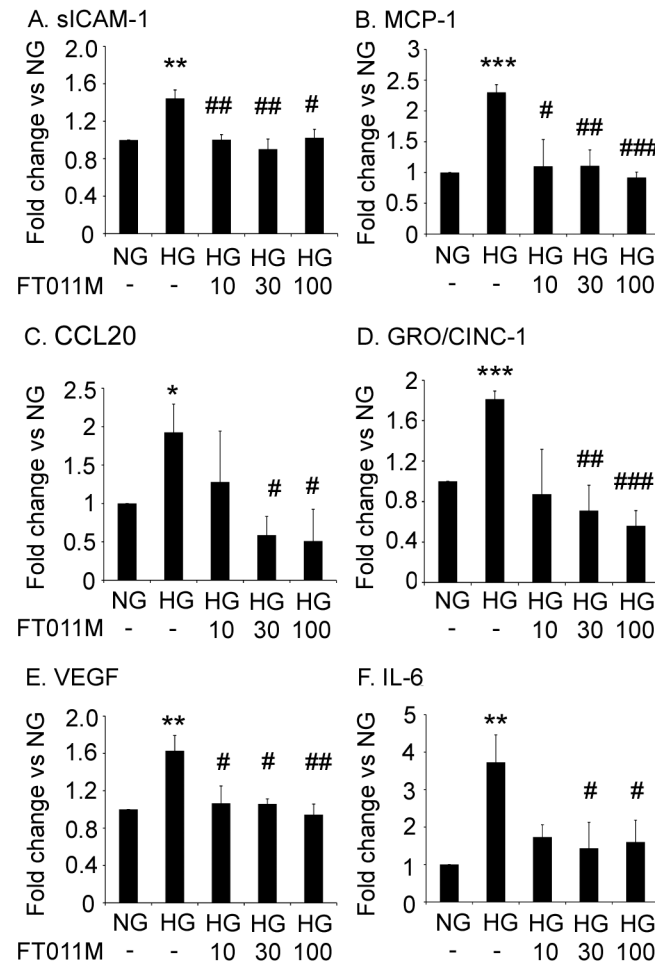 A. sICAM-1
Fold change vs NG
2.0
1.6
1.2
0.8
0.4
0
**
##
##
#
NG HG HG HG HG
FT011M - - 10 30 100
B. MCP-1
Fold change vs NG
3
2.5
2
1.5
1
0.5
0
***
#
##
###
NG HG HG HG HG
- - 10 30 100
C. CCL20
Fold change vs NG
2.5
2
1.5
1
0.5
0
*
#
#
NG HG HG HG HG
FT011M - - 10 30 100
D. GRO/CINC-1
Fold change vs NG
2
1.6
1.2
0.8
0.4
0
***
##
###
NG HG HG HG HG
- - 10 30 100
E. VEGF
Fold change vs NG
2.0
1.6
1.2
0.8
0.4
0
**
#
#
##
NG HG HG HG HG
FT011M - - 10 30 100
F. IL-6
Fold change vs NG
5
4
3
2
1
0
**
#
#
NG HG HG HG HG
- - 10 30 100